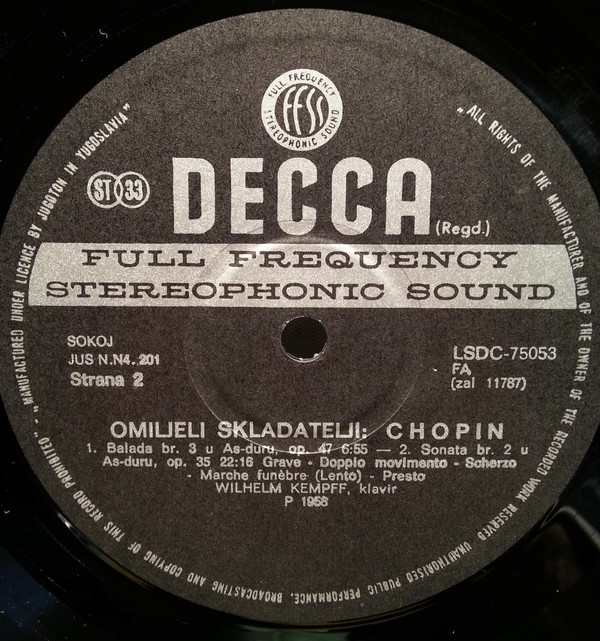 FULL FREQUENCY
FFSS
STEREOPHONIC SOUND
ST 33
DECCA
(Regd.)
FULL FREQUENCY
STEREOPHONIC SOUND
SOKOJ
JUS N.N4..201
Strana 2
LSDC-75053
FA
(zal 11787)
OMILJELI SKLADATELJI: CHOPIN
1. Balada br. 3 u As-duru, op. 47 6:55 — 2. Sonata br. 2 u
As-duru, op. 35 22:16 Grave - Doppio movimento - Scherzo
- Marche funèbre (Lento) - Presto
WILHELM KEMPFF, klavir
P 1958
„ALL RIGHTS OF THE MANUFACTURER AND OF THE OWNER OF THE RECORDED WORK RESERVED UNAUTHORISED PUBLIC PERFORMANCE, BROADCASTING AND COPYING OF THIS RECORD PROHIBITED" - „MANUFACTURED UNDER LICENCE BY JUGOTON IN YUGOSLAVIA"